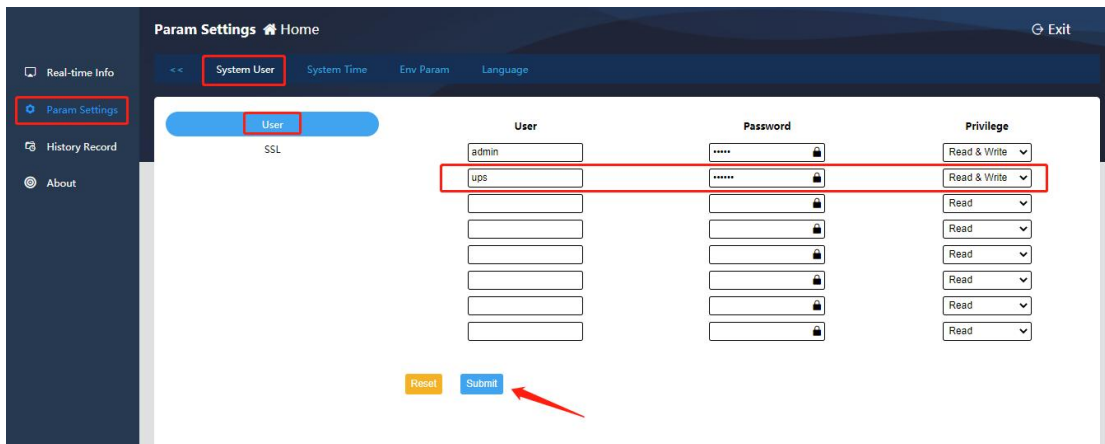 Param Settings Home
Exit
Real-time Info
Param Settings
History Record
About
<< System User System Time Env Param Language
User
SSL
User Password Privilege
admin ••••• Read & Write
ups •••••• Read & Write
Read
Read
Read
Read
Read
Read
Reset Submit